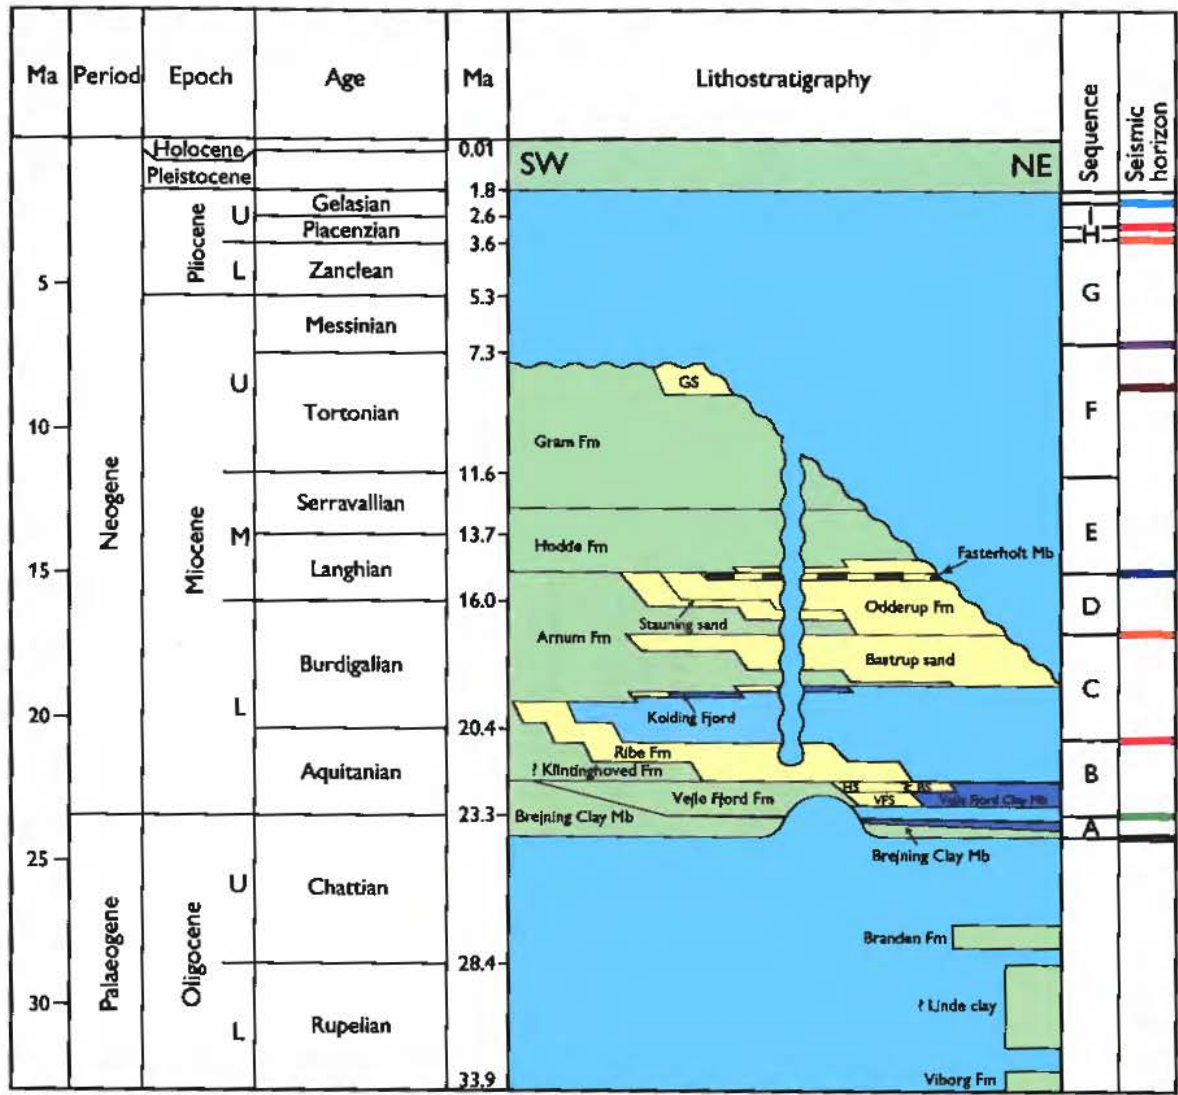 Ma Period Epoch Age Ma Lithostratigraphy Sequence Seismic horizon
Holocene 0.01 SW NE
Pleistocene
1.8
Gelasian I
U 2.6
Piacenzian H
Pliocene 3.6
L Zanclean
5 5.3 G
Messinian
7.3
U GS
Tortonian F
10 Gram Fm
11.6
Serravallian
Neogene Miocene M 13.7 Hodde Fm E
Fasterholt Mb
15 Langhian
16.0 Odderup Fm D
Stauning sand
Arnum Fm
Burdigalian Bastrup sand
L C
20 20.4 Kolding Fjord
Ribe Fm
Aquitanian ? Klintinghoved Fm B
Vejle Fjord Fm HS BS
VFS Vejle Fjord Clay Mb
23.3 Brejning Clay Mb A
25 Brejning Clay Mb
U Chattian
Palaeogene Oligocene Branden Fm
28.4
30 ? Linde clay
L Rupelian
33.9 Viborg Fm